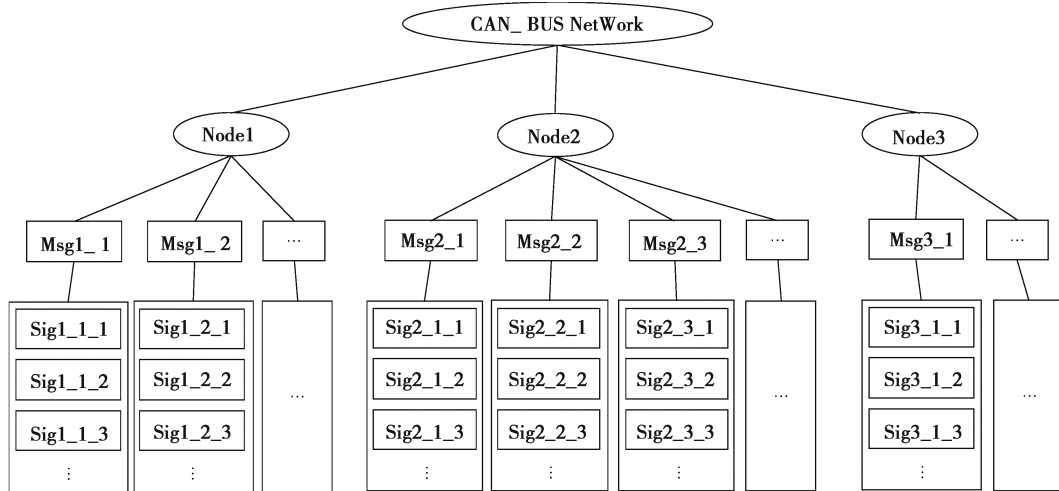 CAN_ BUS NetWork
Node1 Node2 Node3
Msg1_ 1 Msg1_ 2 ... Msg2_1 Msg2_2 Msg2_3 ... Msg3_1 ...
Sig1_1_1 Sig1_2_1 Sig2_1_1 Sig2_2_1 Sig2_3_1 Sig3_1_1
Sig1_1_2 Sig1_2_2 ... Sig2_1_2 Sig2_2_2 Sig2_3_2 ... Sig3_1_2 ...
Sig1_1_3 Sig1_2_3 Sig2_1_3 Sig2_2_3 Sig2_3_3 Sig3_1_3
⋮ ⋮ ⋮ ⋮ ⋮ ⋮